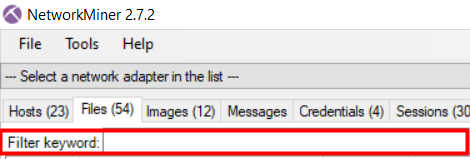 NetworkMiner 2.7.2
File Tools Help
--- Select a network adapter in the list ---
Hosts (23) Files (54) Images (12) Messages Credentials (4) Sessions (30
Filter keyword: